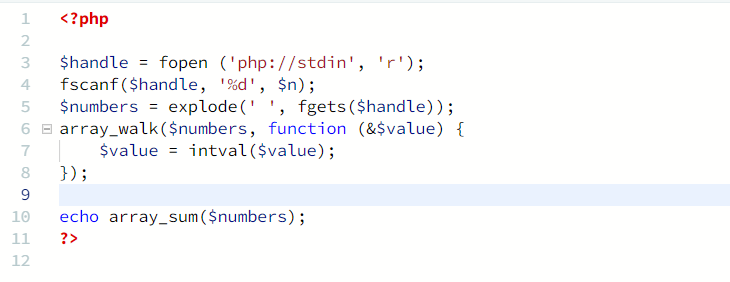 1 <?php
2
3 $handle = fopen ('php://stdin', 'r');
4 fscanf($handle, '%d', $n);
5 $numbers = explode(' ', fgets($handle));
6 array_walk($numbers, function (&$value) {
7     $value = intval($value);
8 });
9
10 echo array_sum($numbers);
11 ?>
12